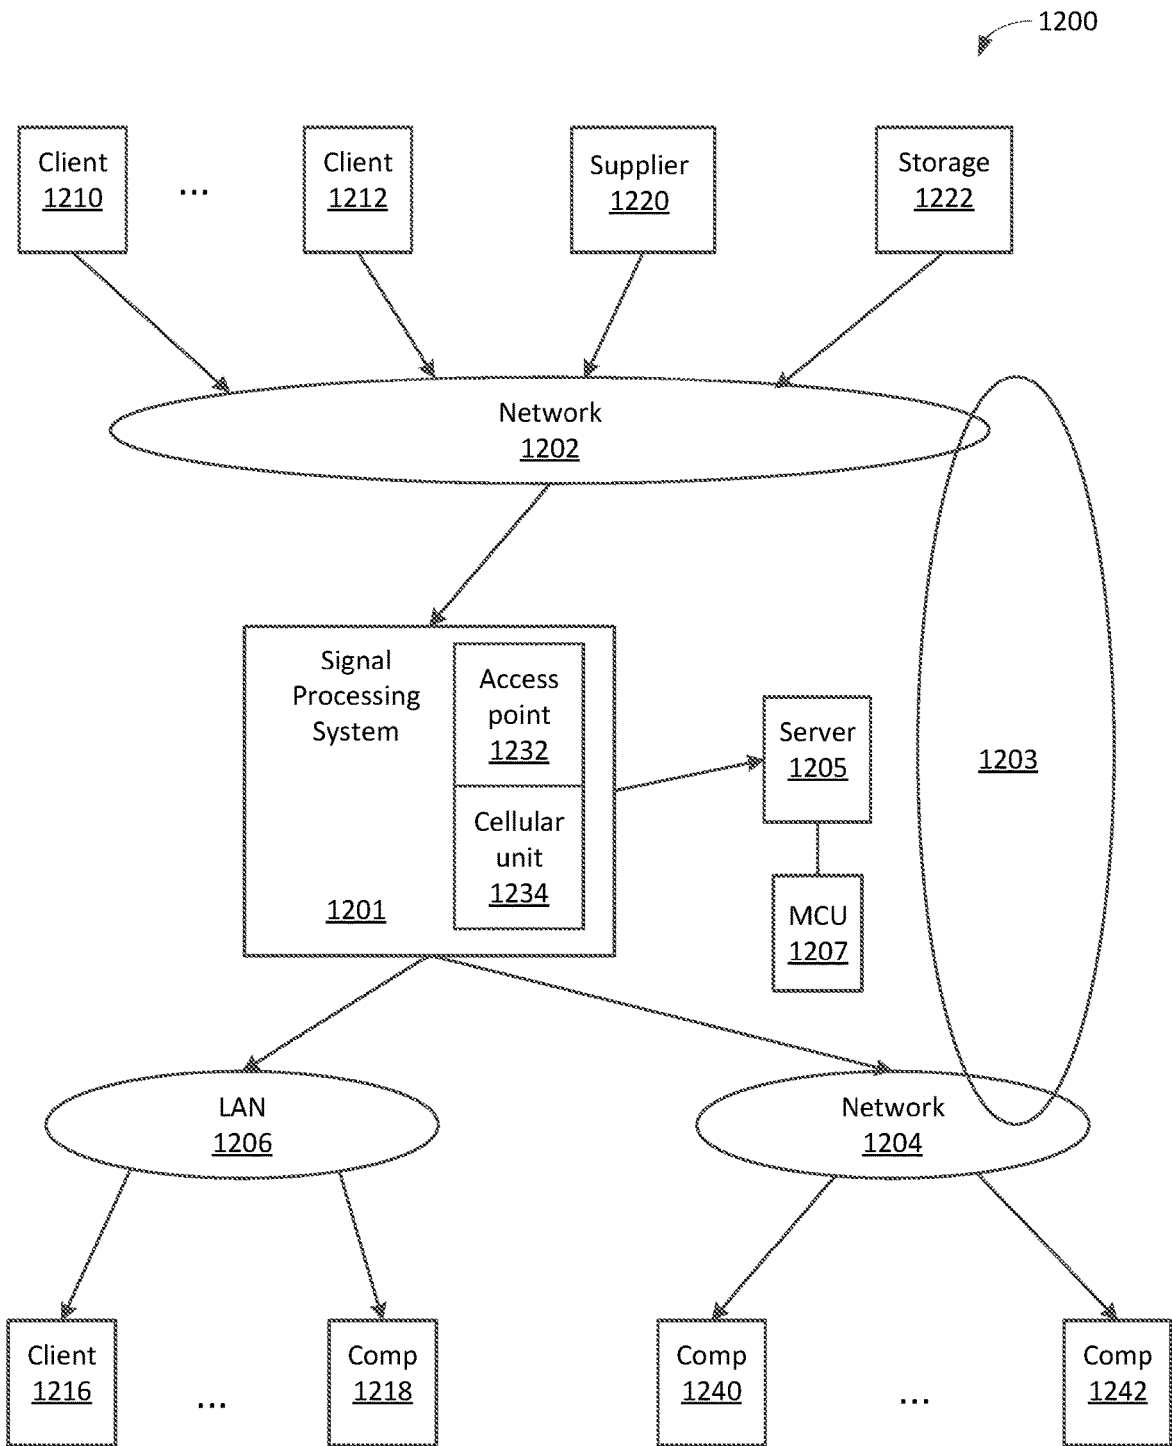 1200
Client
1210
...
Client
1212
Supplier
1220
Storage
1222
Network
1202
Signal
Processing
System
1201
Access
point
1232
Cellular
unit
1234
Server
1205
MCU
1207
1203
LAN
1206
Network
1204
Client
1216
...
Comp
1218
Comp
1240
...
Comp
1242